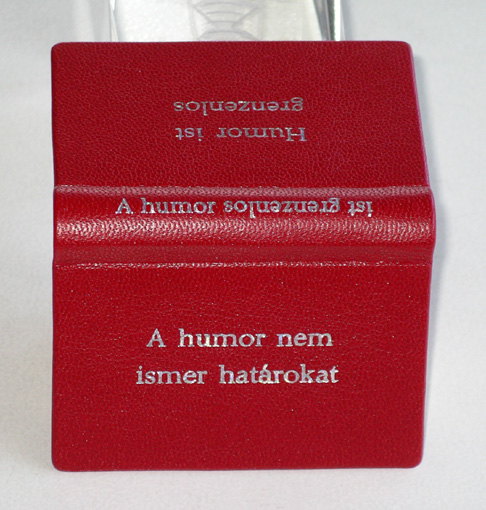 Humor ist
grenzenlos
A humor ist grenzenlos
A humor nem
ismer határokat